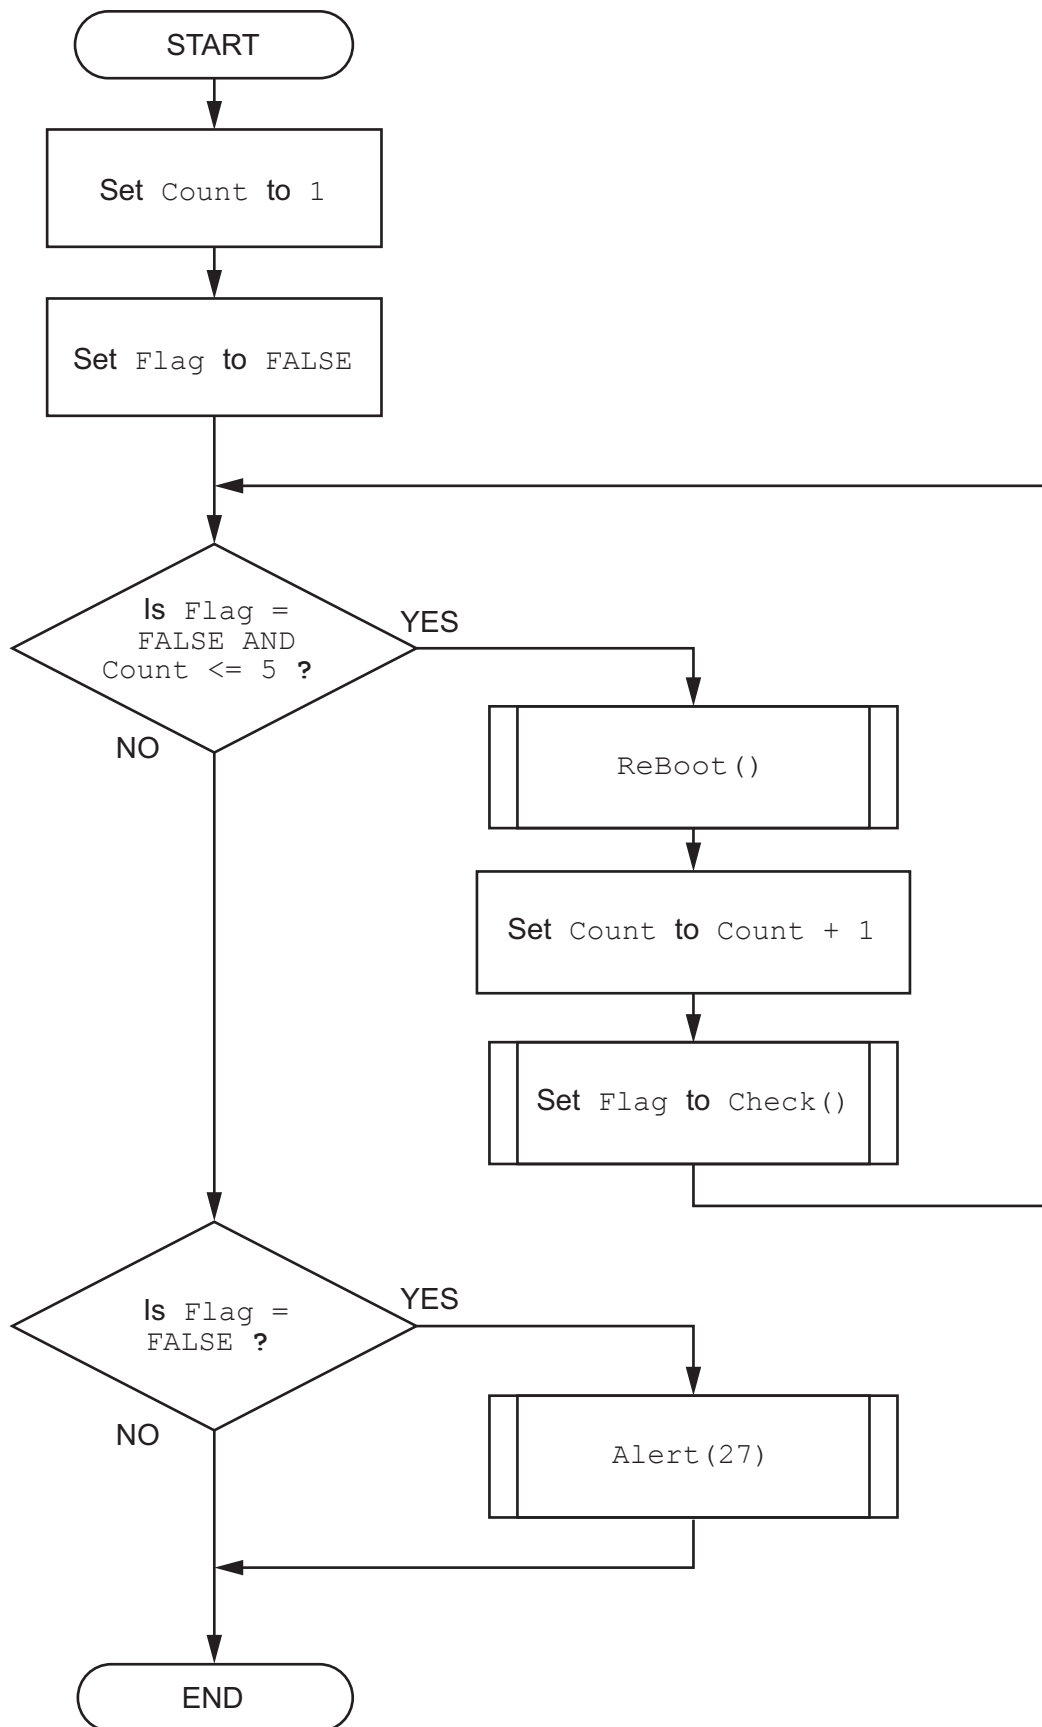 START
Set Count to 1
Set Flag to FALSE
Is Flag =
FALSE AND
Count <= 5 ?
YES
NO
ReBoot()
Set Count to Count + 1
Set Flag to Check()
Is Flag =
FALSE ?
YES
NO
Alert(27)
END